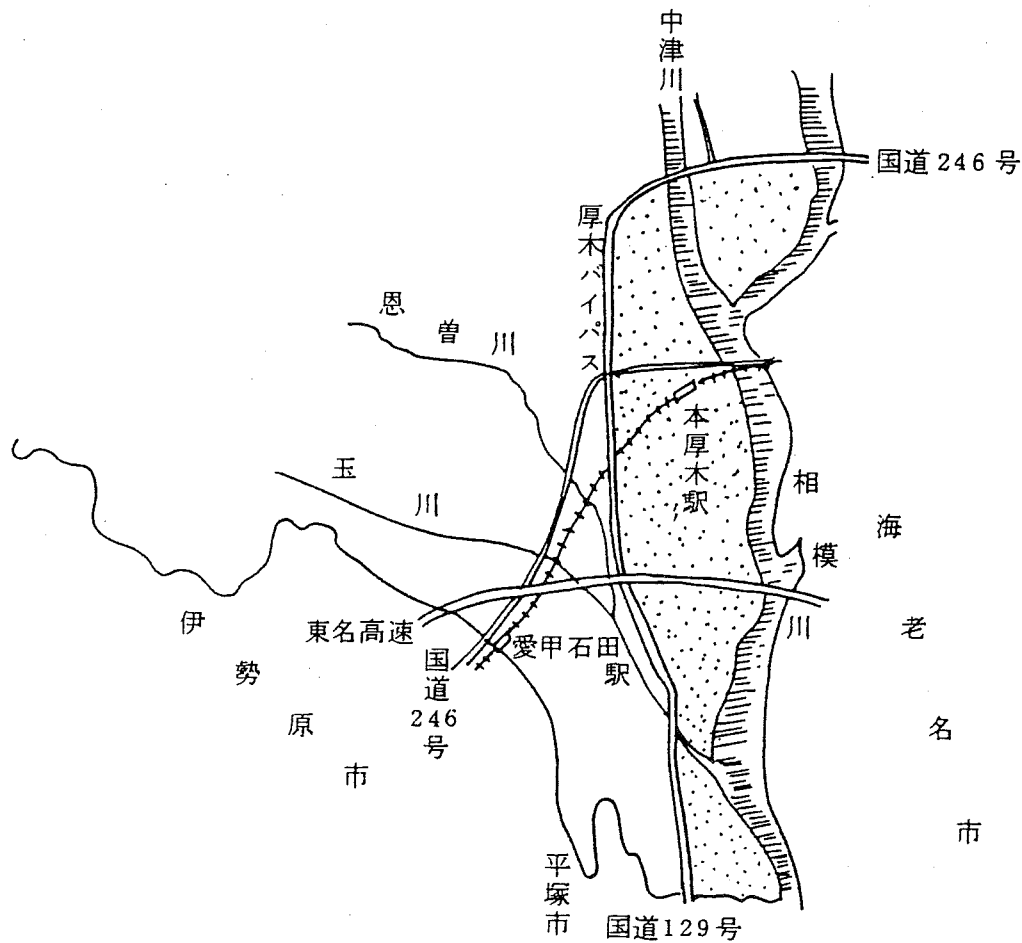 中津川
国道246号
厚木バイパス
恩曽川
本厚木駅
玉川
相模川
海老名市
伊勢原市
東名高速
愛甲石田駅
国道246号
平塚市
国道129号